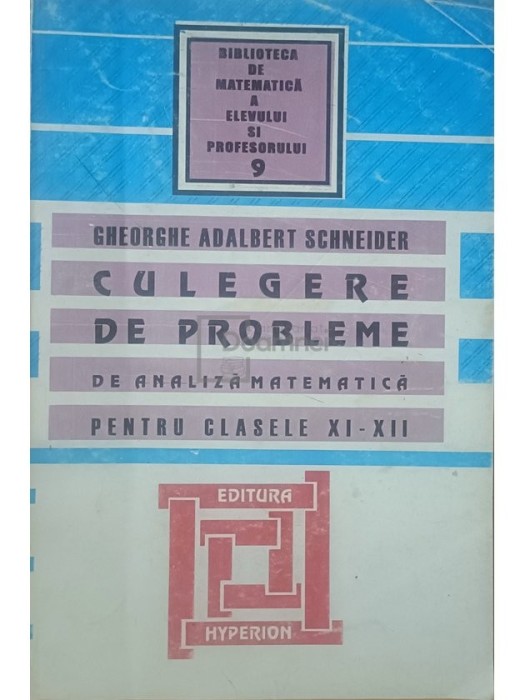 BIBLIOTECA
DE
MATEMATICĂ
A
ELEVULUI
SI
PROFESORULUI
9
GHEORGHE ADALBERT SCHNEIDER
CULEGERE
DE PROBLEME
DE ANALIZĂ MATEMATICĂ
PENTRU CLASELE XI-XII
EDITURA
HYPERION